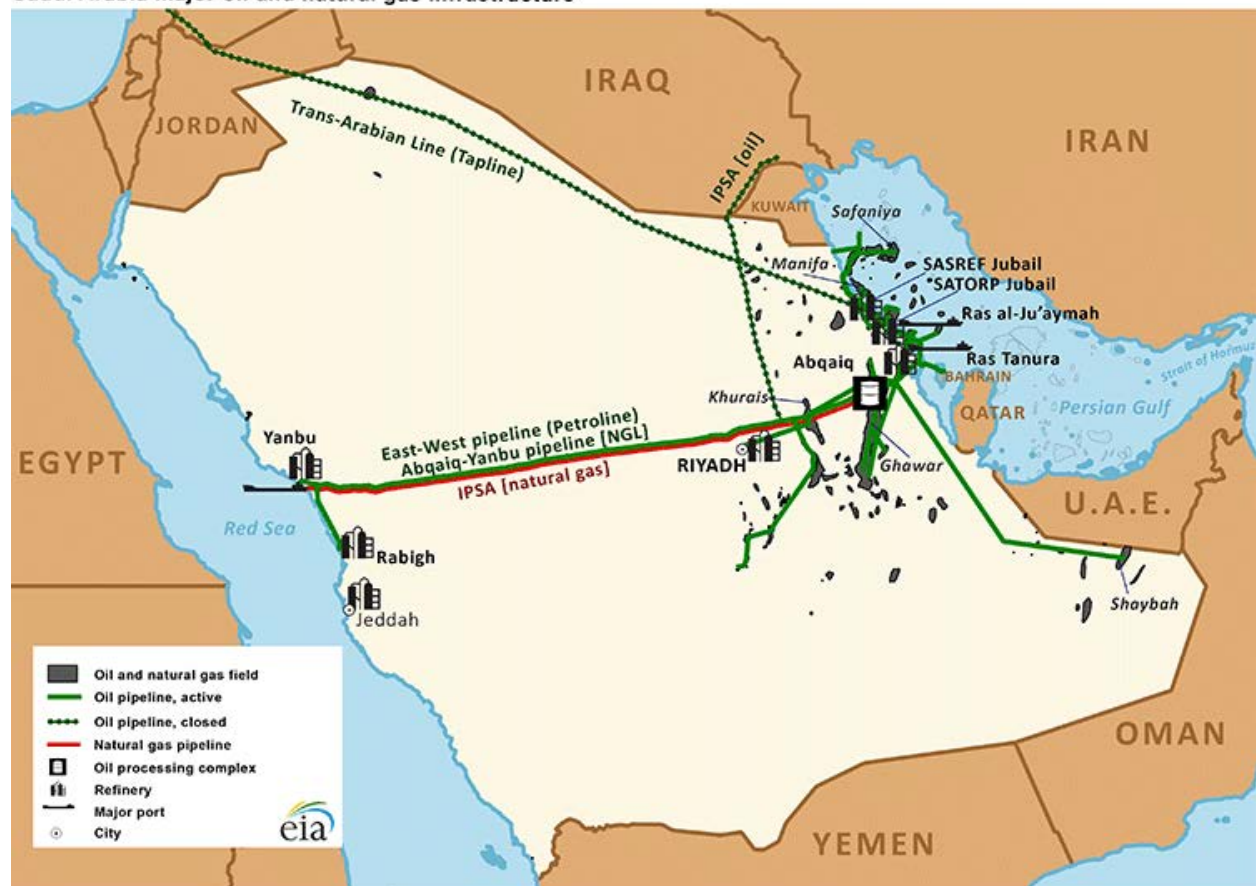 IRAQ
IRAN
JORDAN
Trans-Arabian Line (Tapline)
IPSA [oil]
KUWAIT
Safaniya
Manifa
SASREF Jubail
SATORP Jubail
Ras al-Ju'aymah
Abqaiq
Ras Tanura
BAHRAIN
Strait of Hormuz
Khurais
QATAR
Persian Gulf
East-West pipeline (Petroline)
Abqaiq-Yanbu pipeline [NGL]
IPSA [natural gas]
Yanbu
EGYPT
RIYADH
Ghawar
U.A.E.
Red Sea
Rabigh
Jeddah
Shaybah
Oil and natural gas field
Oil pipeline, active
Oil pipeline, closed
Natural gas pipeline
Oil processing complex
Refinery
Major port
City
eia
OMAN
YEMEN